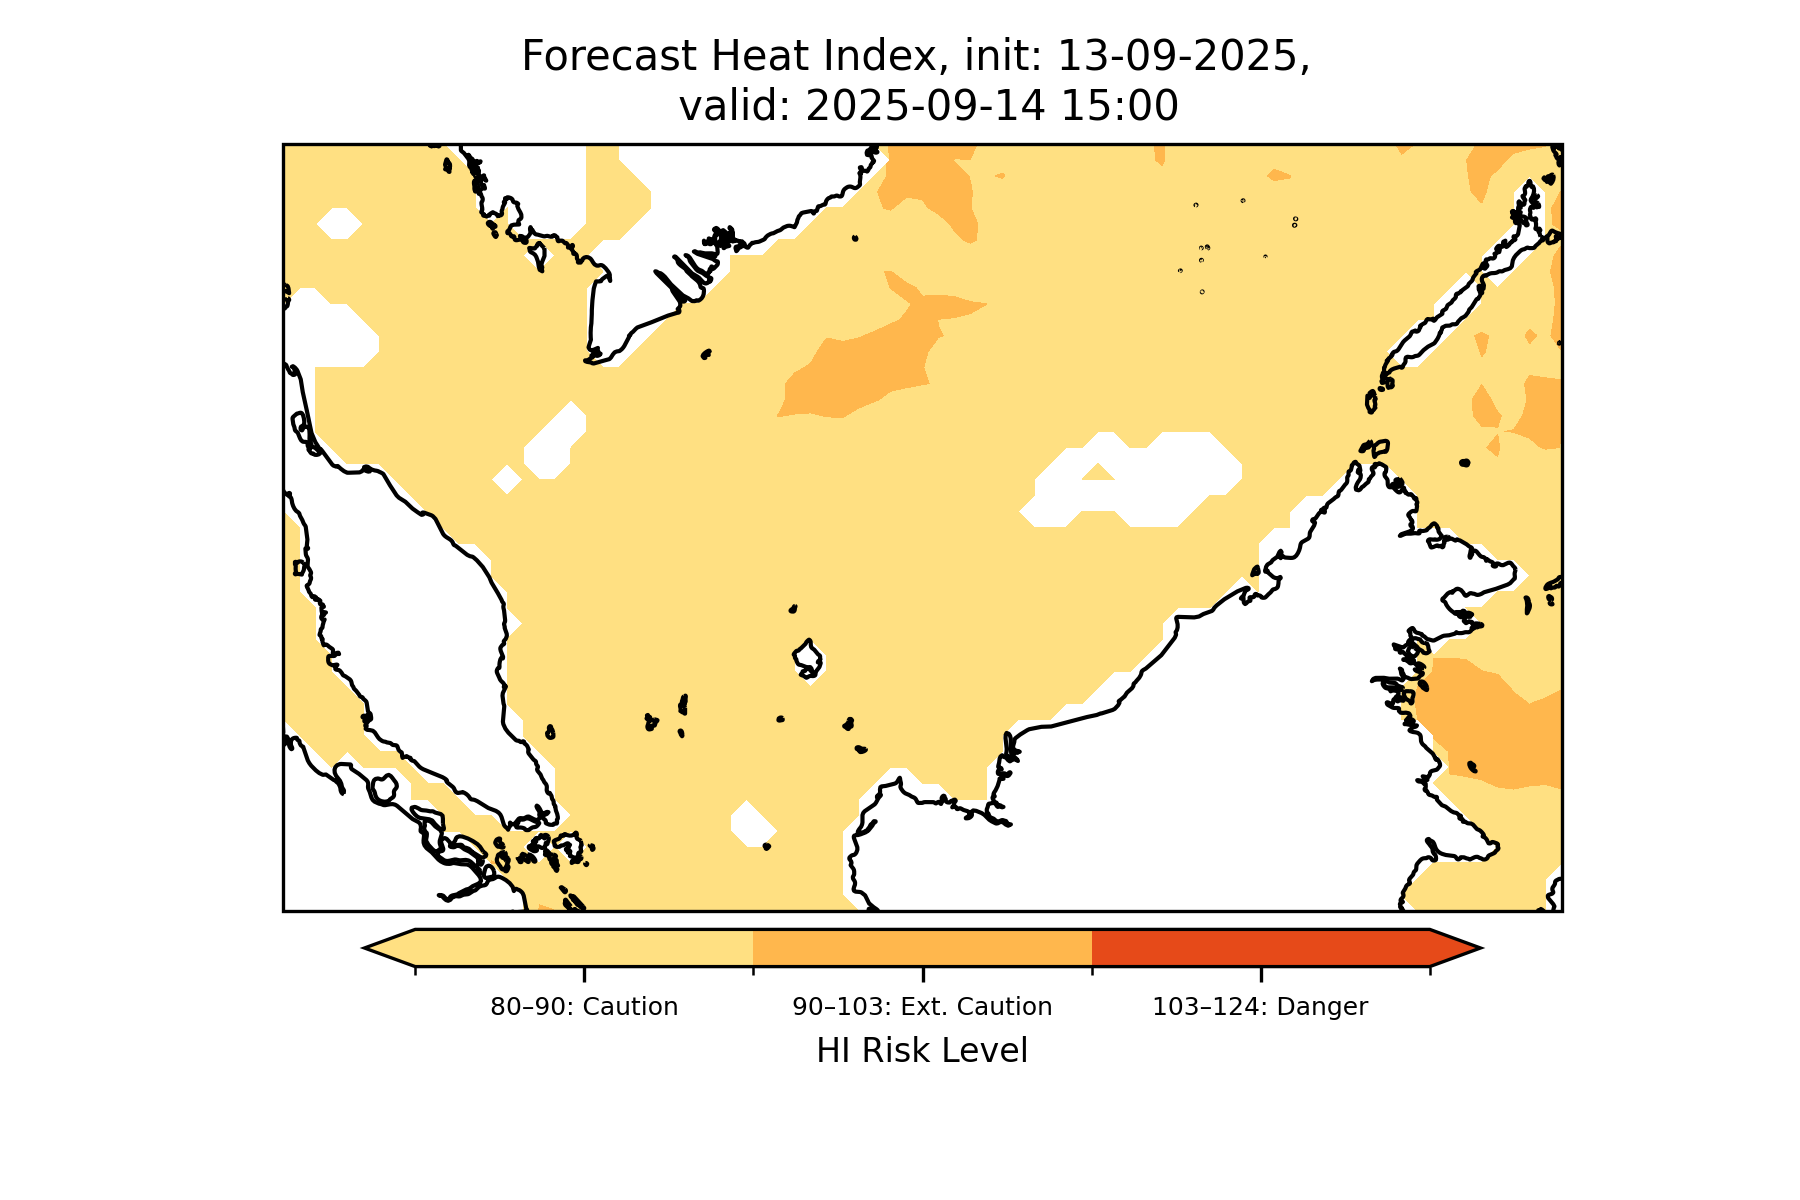 Forecast Heat Index, init: 13-09-2025,
valid: 2025-09-14 15:00
80–90: Caution
90–103: Ext. Caution
103–124: Danger
HI Risk Level